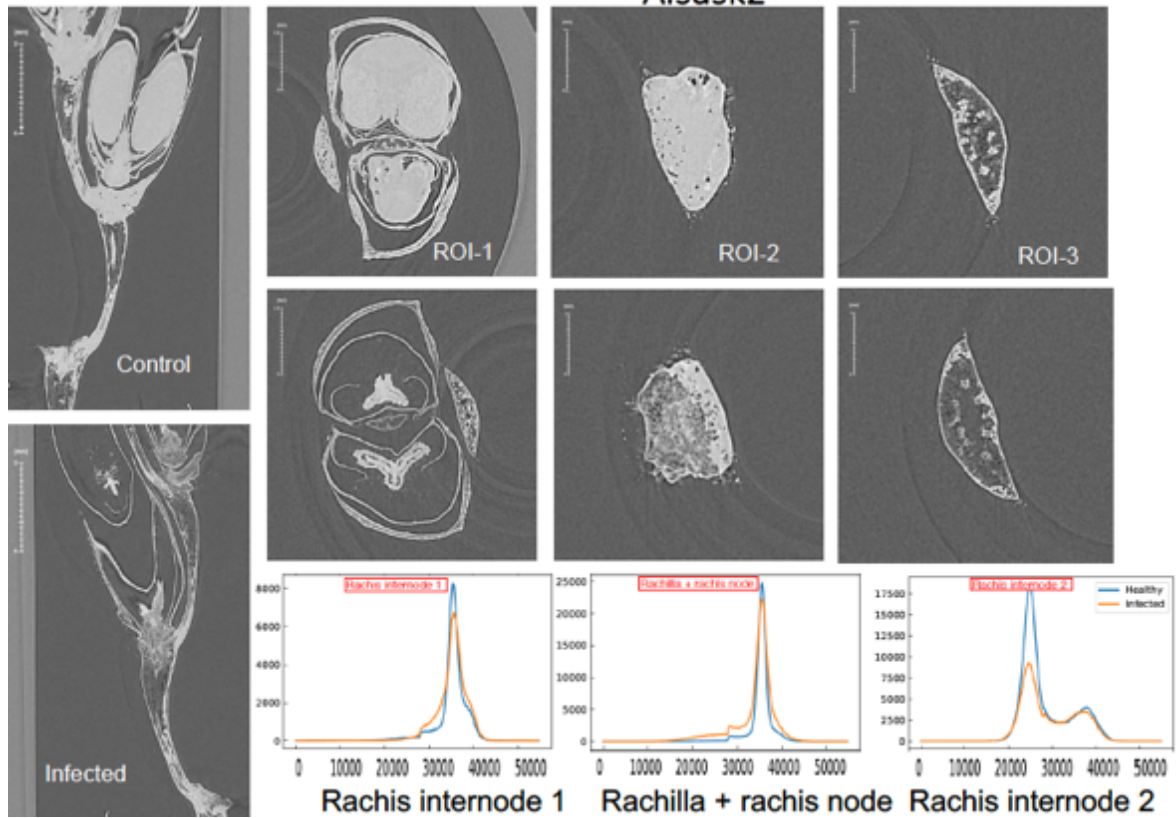 Control
ROI-1
ROI-2
ROI-3
Infected
Rachis internode 1
8000
6000
4000
2000
0
0 10000 20000 30000 40000 50000
Rachis internode 1
Rachilla + rachis node
25000
20000
15000
10000
5000
0
0 10000 20000 30000 40000 50000
Rachilla + rachis node
Rachis internode 2
Healthy
Infected
17500
15000
12500
10000
7500
5000
2500
0
0 10000 20000 30000 40000 50000
Rachis internode 2